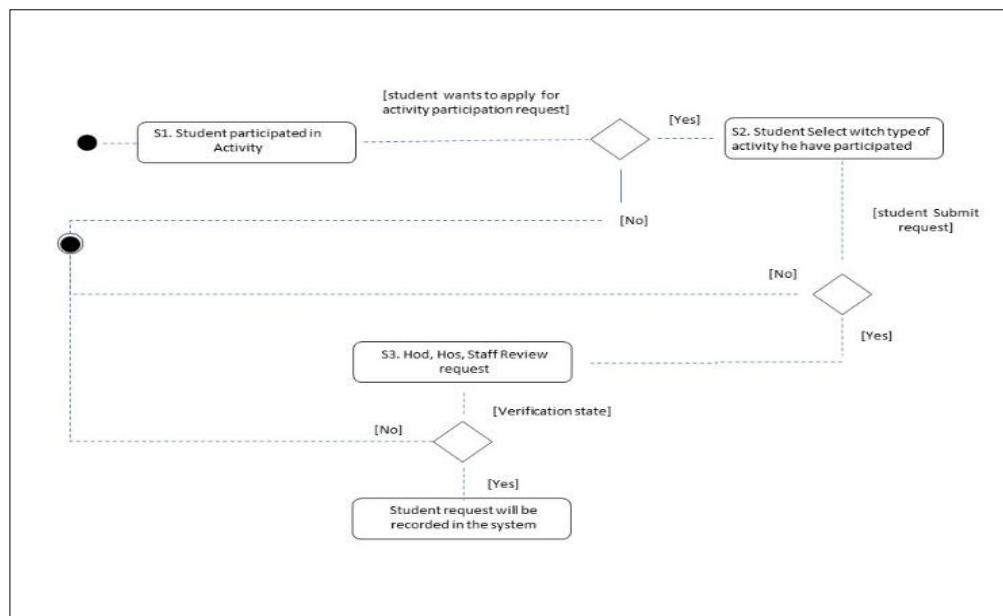 [student wants to apply for
activity participation request]
S1. Student participated in
Activity
[Yes]
S2. Student Select witch type of
activity he have participated
[No]
[student Submit
request]
[No]
[Yes]
S3. Hod, Hos, Staff Review
request
[Verification state]
[No]
[Yes]
Student request will be
recorded in the system